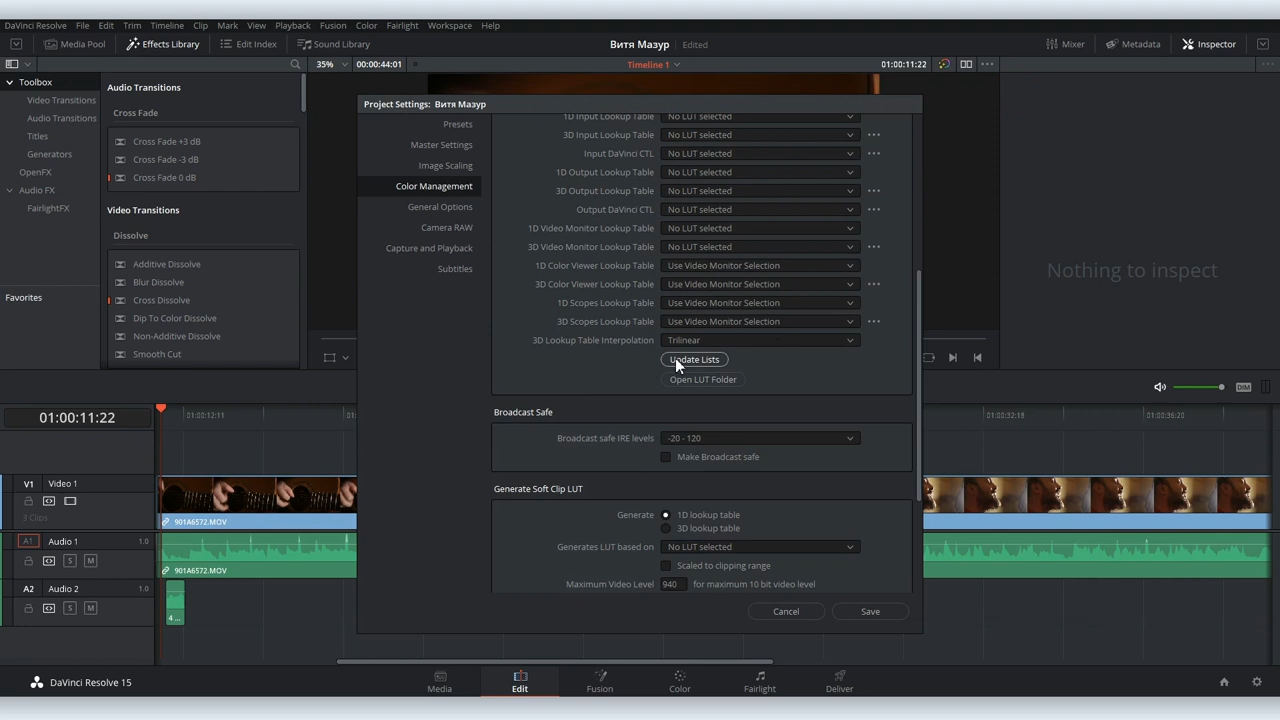 DaVinci Resolve File Edit Trim Timeline Clip Mark View Playback Fusion Color Fairlight Workspace Help
Media Pool Effects Library Edit Index Sound Library Витя Мазур Edited Mixer Metadata Inspector
35% 00:00:44:01 Timeline 1 01:00:11:22
Toolbox
Video Transitions
Audio Transitions
Titles
Generators
OpenFX
Audio FX
FairlightFX
Favorites
Audio Transitions
Cross Fade
Cross Fade +3 dB
Cross Fade -3 dB
Cross Fade 0 dB
Video Transitions
Dissolve
Additive Dissolve
Blur Dissolve
Cross Dissolve
Dip To Color Dissolve
Non-Additive Dissolve
Smooth Cut
Project Settings: Витя Мазур
Presets
Master Settings
Image Scaling
Color Management
General Options
Camera RAW
Capture and Playback
Subtitles
1D Input Lookup Table No LUT selected
3D Input Lookup Table No LUT selected
Input DaVinci CTL No LUT selected
1D Output Lookup Table No LUT selected
3D Output Lookup Table No LUT selected
Output DaVinci CTL No LUT selected
1D Video Monitor Lookup Table No LUT selected
3D Video Monitor Lookup Table No LUT selected
1D Color Viewer Lookup Table Use Video Monitor Selection
3D Color Viewer Lookup Table Use Video Monitor Selection
1D Scopes Lookup Table Use Video Monitor Selection
3D Scopes Lookup Table Use Video Monitor Selection
3D Lookup Table Interpolation Trilinear
Update Lists
Open LUT Folder
Broadcast Safe
Broadcast safe IRE levels -20 - 120
Make Broadcast safe
Generate Soft Clip LUT
Generate 1D lookup table
3D lookup table
Generates LUT based on No LUT selected
Scaled to clipping range
Maximum Video Level 940 for maximum 10 bit video level
Cancel Save
Nothing to inspect
DIM
01:00:11:22 01:00:12:11 01:00:32:18 01:00:36:20
V1 Video 1
3 Clips
901A6572.MOV
A1 Audio 1 1.0
S M
901A6572.MOV
A2 Audio 2 1.0
S M
4 ...
DaVinci Resolve 15
Media Edit Fusion Color Fairlight Deliver